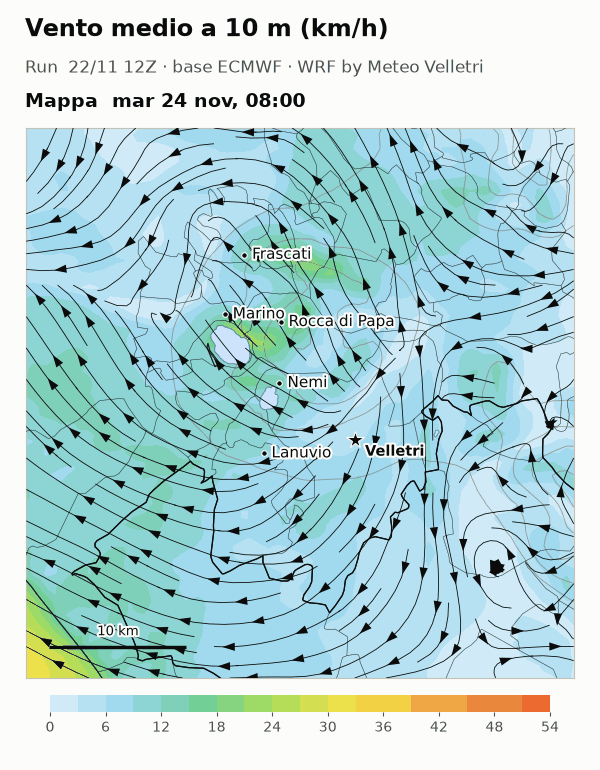 Vento medio a 10 m (km/h)
Run  22/11 12Z · base ECMWF · WRF by Meteo Velletri
Mappa  mar 24 nov, 08:00
Frascati
Marino
Rocca di Papa
Nemi
Velletri
Lanuvio
10 km
0 6 12 18 24 30 36 42 48 54